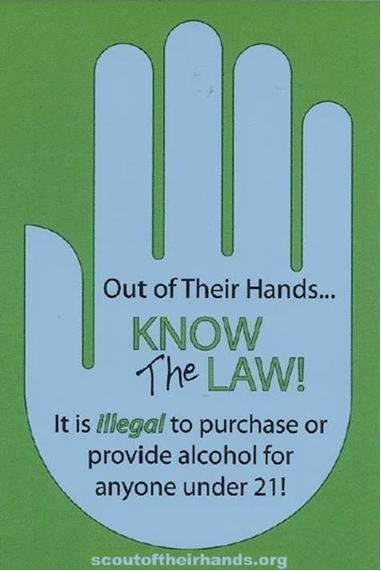 Out of Their Hands...
KNOW
The LAW!
It is illegal to purchase or
provide alcohol for
anyone under 21!
scoutoftheirhands.org